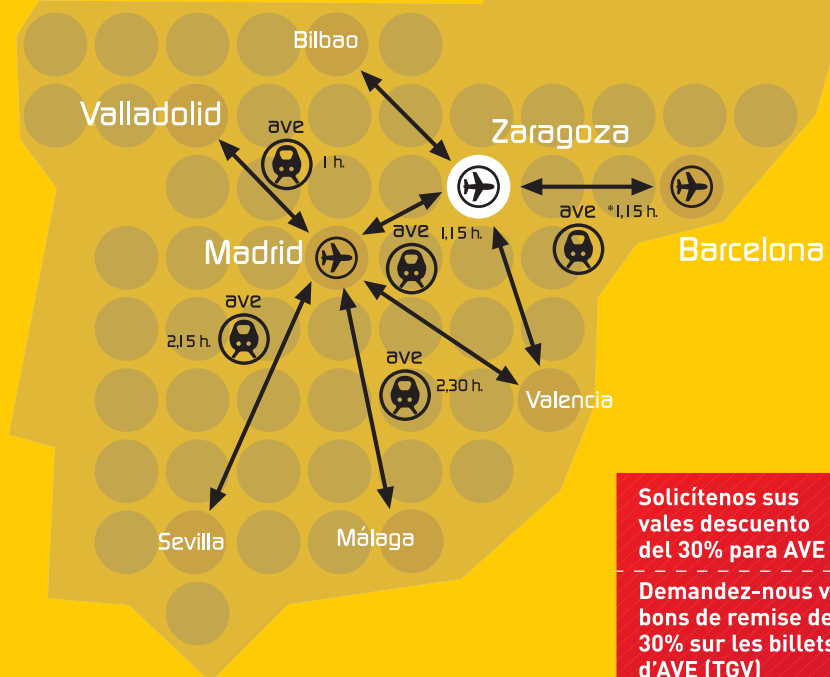 Bilbao
Valladolid
ave
1 h.
Zaragoza
ave
*1,15 h.
Barcelona
Madrid
ave
1,15 h.
ave
2,15 h.
ave
2,30 h.
Valencia
Sevilla
Málaga
Solicítenos sus
vales descuento
del 30% para AVE
Demandez-nous v
bons de remise de
30% sur les billets
d'AVE (TGV)